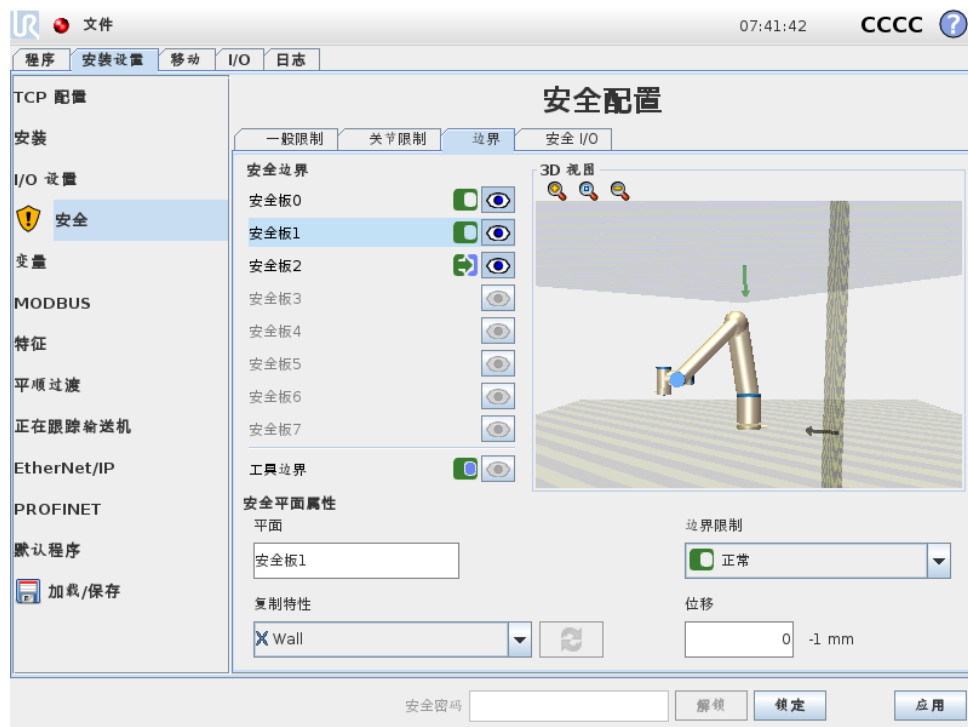 UR 文件 07:41:42 CCCC ?
程序 安装设置 移动 I/O 日志
TCP 配置
安装
I/O 设置
安全
变量
MODBUS
特征
平顺过渡
正在跟踪输送机
EtherNet/IP
PROFINET
默认程序
加载/保存
安全配置
一般限制 关节限制 边界 安全 I/O
安全边界
安全板0
安全板1
安全板2
安全板3
安全板4
安全板5
安全板6
安全板7
工具边界
3D 视图
安全平面属性
平面
安全板1
边界限制
正常
复制特性
Wall
位移
0 -1 mm
安全密码 解锁 锁定 应用